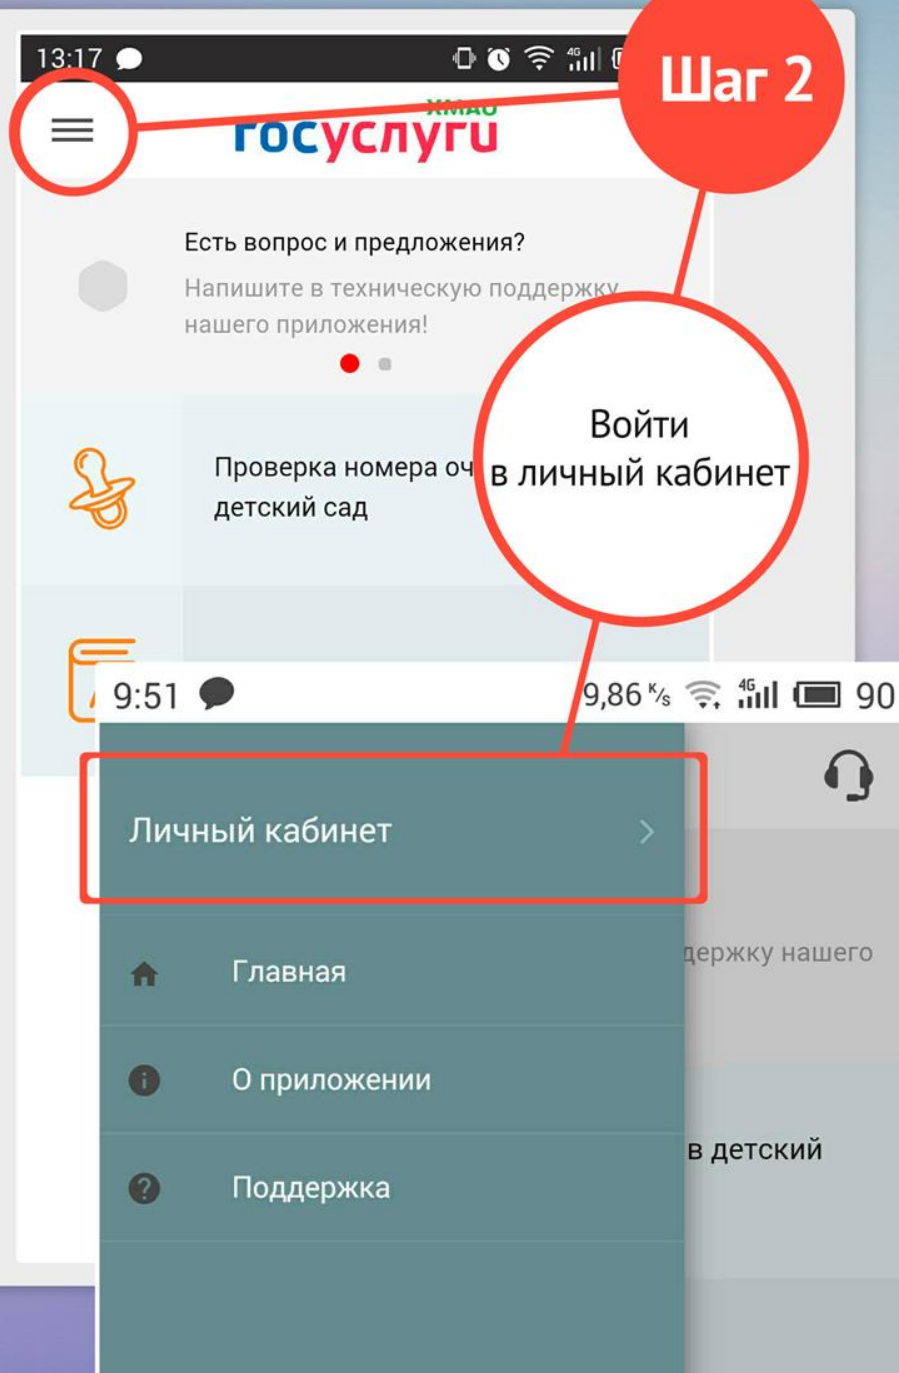 13:17
4G
Шаг 2
ХМАО
госуслуги
Есть вопрос и предложения?
Напишите в техническую поддержку
нашего приложения!
Войти
в личный кабинет
Проверка номера оч
детский сад
9:51
9,86 K/s
4G
90
Личный кабинет
Главная
держку нашего
О приложении
в детский
Поддержка